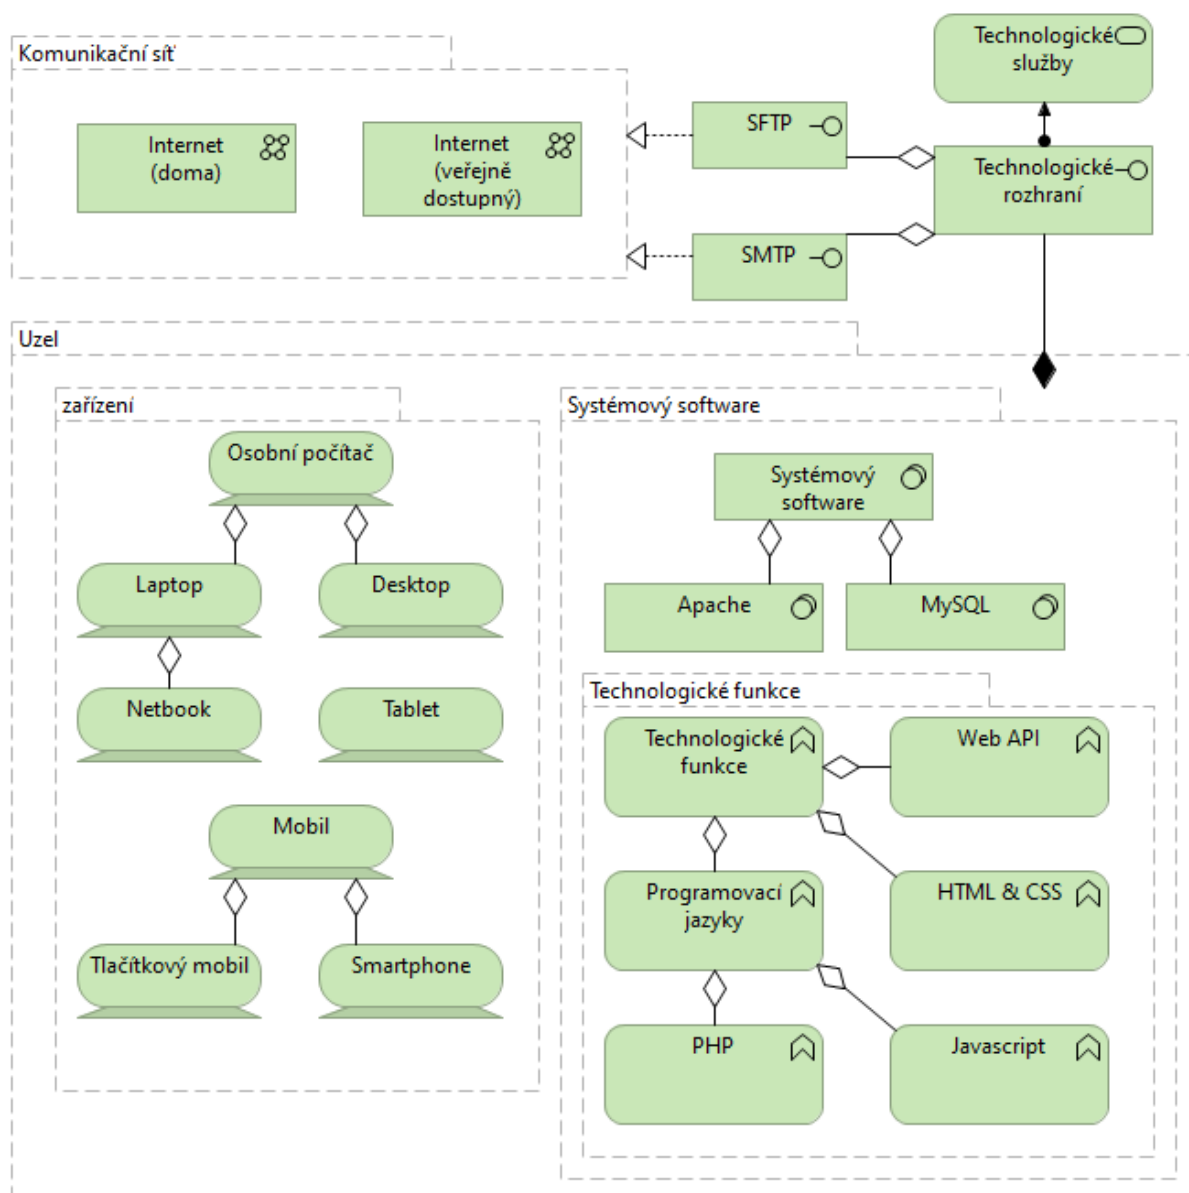 Technologické
služby
Komunikační síť
Internet
(doma)
Internet
(veřejně
dostupný)
SFTP
Technologické
rozhraní
SMTP
Uzel
zařízení
Osobní počítač
Laptop
Desktop
Netbook
Tablet
Mobil
Tlačítkový mobil
Smartphone
Systémový software
Systémový
software
Apache
MySQL
Technologické funkce
Technologické
funkce
Web API
Programovací
jazyky
HTML & CSS
PHP
Javascript